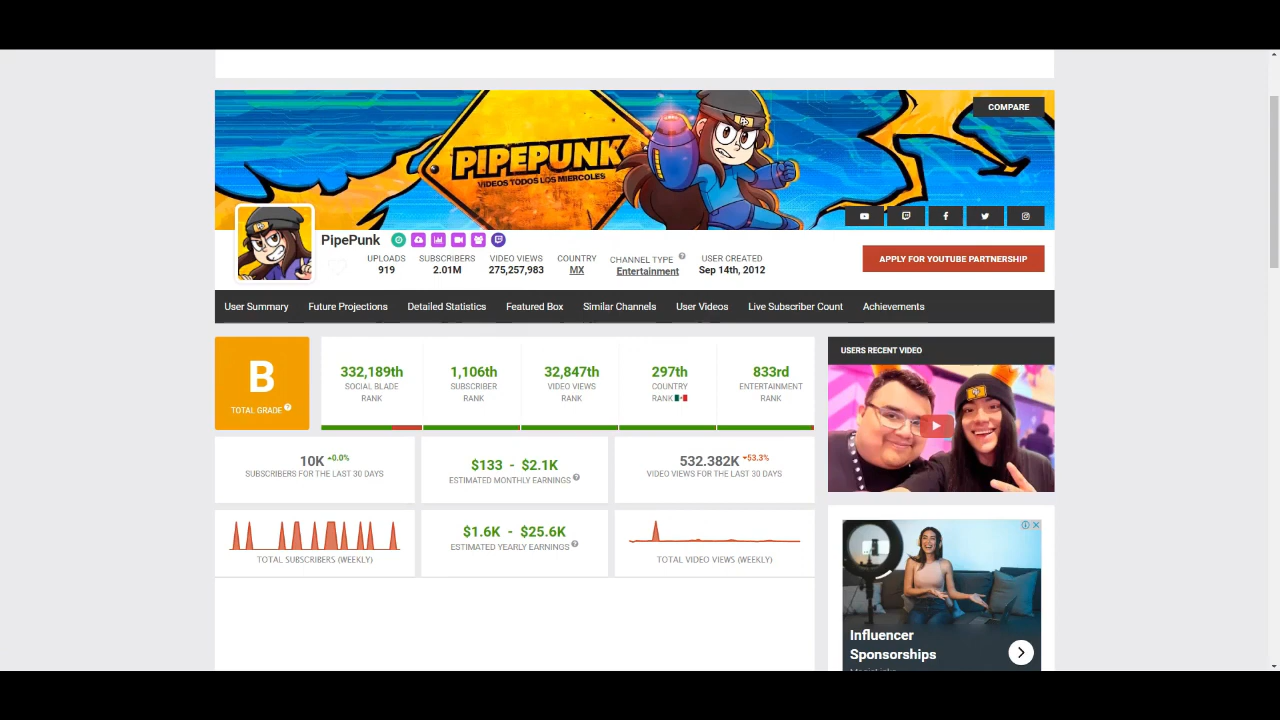 COMPARE
PIPEPUNK
VIDEOS TODOS LOS MIERCOLES
PipePunk
UPLOADS
919
SUBSCRIBERS
2.01M
VIDEO VIEWS
275,257,983
COUNTRY
MX
CHANNEL TYPE
Entertainment
USER CREATED
Sep 14th, 2012
APPLY FOR YOUTUBE PARTNERSHIP
User Summary
Future Projections
Detailed Statistics
Featured Box
Similar Channels
User Videos
Live Subscriber Count
Achievements
B
TOTAL GRADE
332,189th
SOCIAL BLADE
RANK
1,106th
SUBSCRIBER
RANK
32,847th
VIDEO VIEWS
RANK
297th
COUNTRY
RANK
833rd
ENTERTAINMENT
RANK
USERS RECENT VIDEO
10K +0.0%
SUBSCRIBERS FOR THE LAST 30 DAYS
$133 - $2.1K
ESTIMATED MONTHLY EARNINGS
532.382K -53.3%
VIDEO VIEWS FOR THE LAST 30 DAYS
TOTAL SUBSCRIBERS (WEEKLY)
$1.6K - $25.6K
ESTIMATED YEARLY EARNINGS
TOTAL VIDEO VIEWS (WEEKLY)
Influencer
Sponsorships